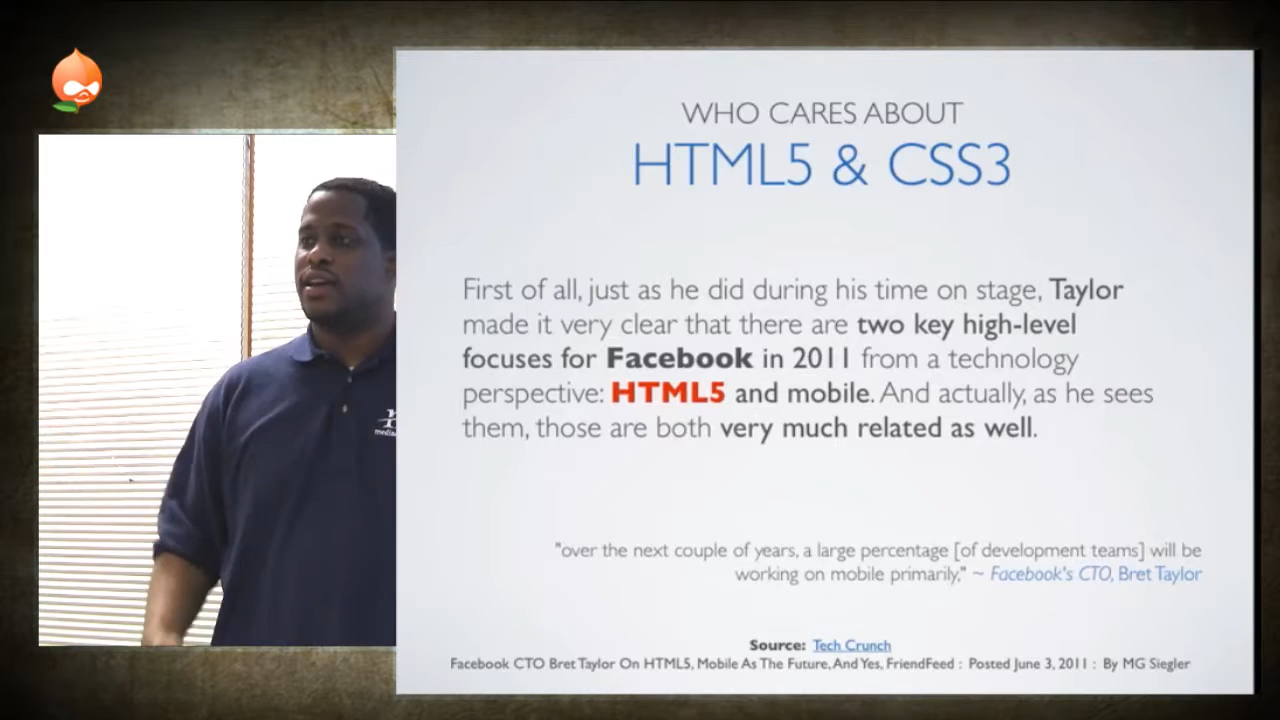 WHO CARES ABOUT
HTML5 & CSS3
First of all, just as he did during his time on stage, Taylor
made it very clear that there are two key high-level
focuses for Facebook in 2011 from a technology
perspective: HTML5 and mobile. And actually, as he sees
them, those are both very much related as well.
"over the next couple of years, a large percentage [of development teams] will be
working on mobile primarily," ~ Facebook's CTO, Bret Taylor
Source: Tech Crunch
Facebook CTO Bret Taylor On HTML5, Mobile As The Future, And Yes, FriendFeed : Posted June 3, 2011 : By MG Siegler